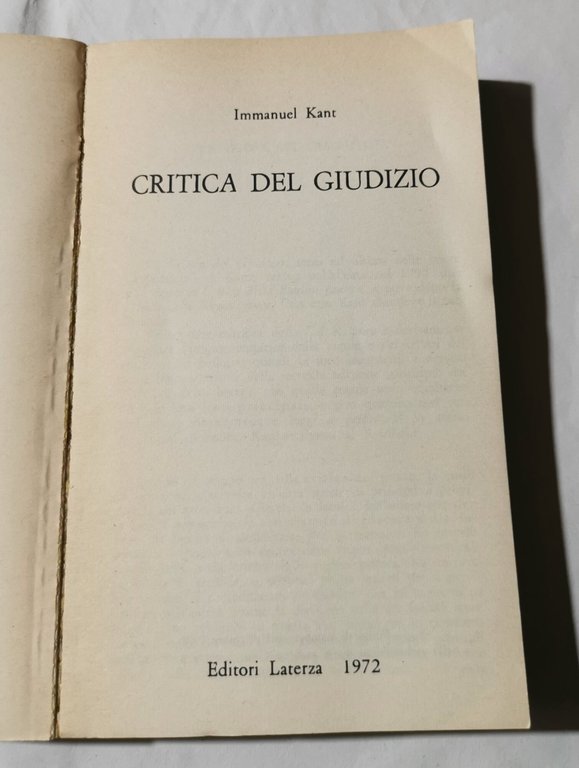 Immanuel Kant
CRITICA DEL GIUDIZIO
Editori Laterza 1972